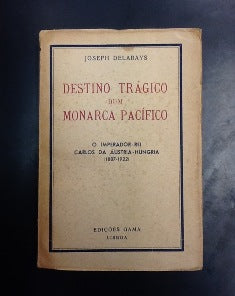 JOSEPH DELABAYS
DESTINO TRÁGICO
DUM
MONARCA PACÍFICO
O IMPERADOR-REI
CARLOS DA ÁUSTRIA-HUNGRIA
(1887-1922)
EDIÇÕES GAMA
LISBOA